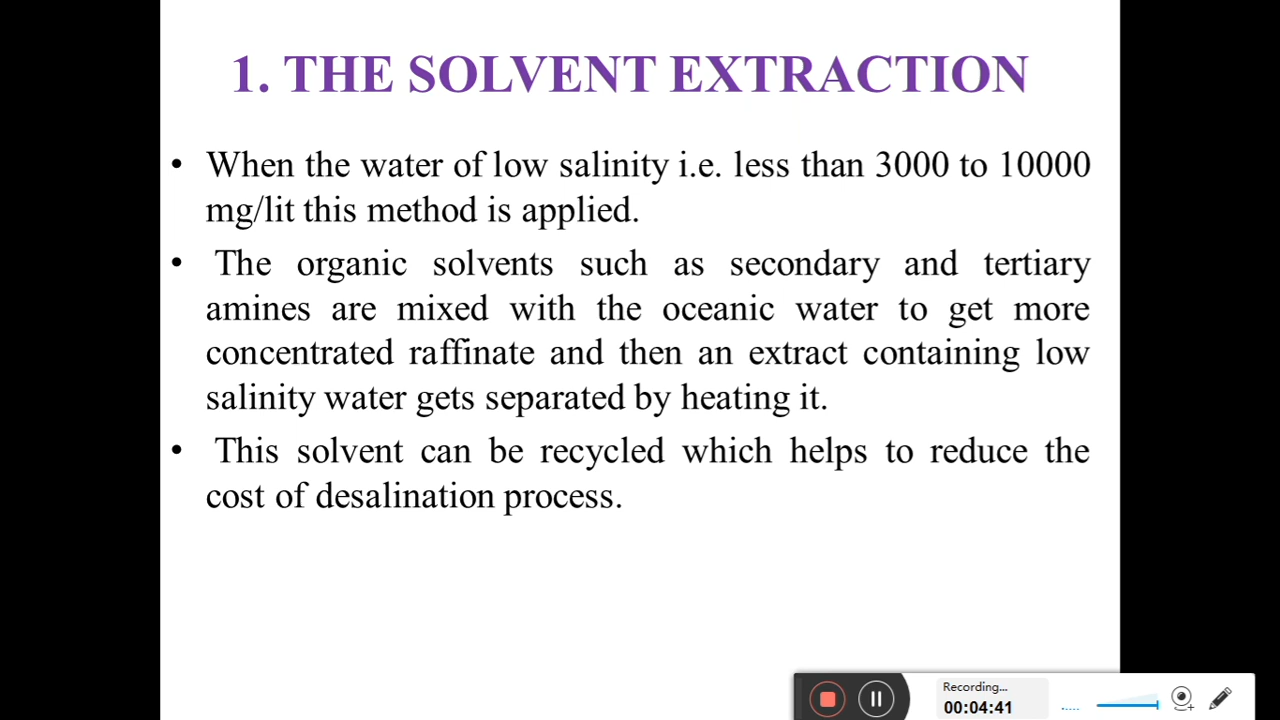 1. THE SOLVENT EXTRACTION
• When the water of low salinity i.e. less than 3000 to 10000
mg/lit this method is applied.
• The organic solvents such as secondary and tertiary
amines are mixed with the oceanic water to get more
concentrated raffinate and then an extract containing low
salinity water gets separated by heating it.
• This solvent can be recycled which helps to reduce the
cost of desalination process.
Recording...
00:04:41